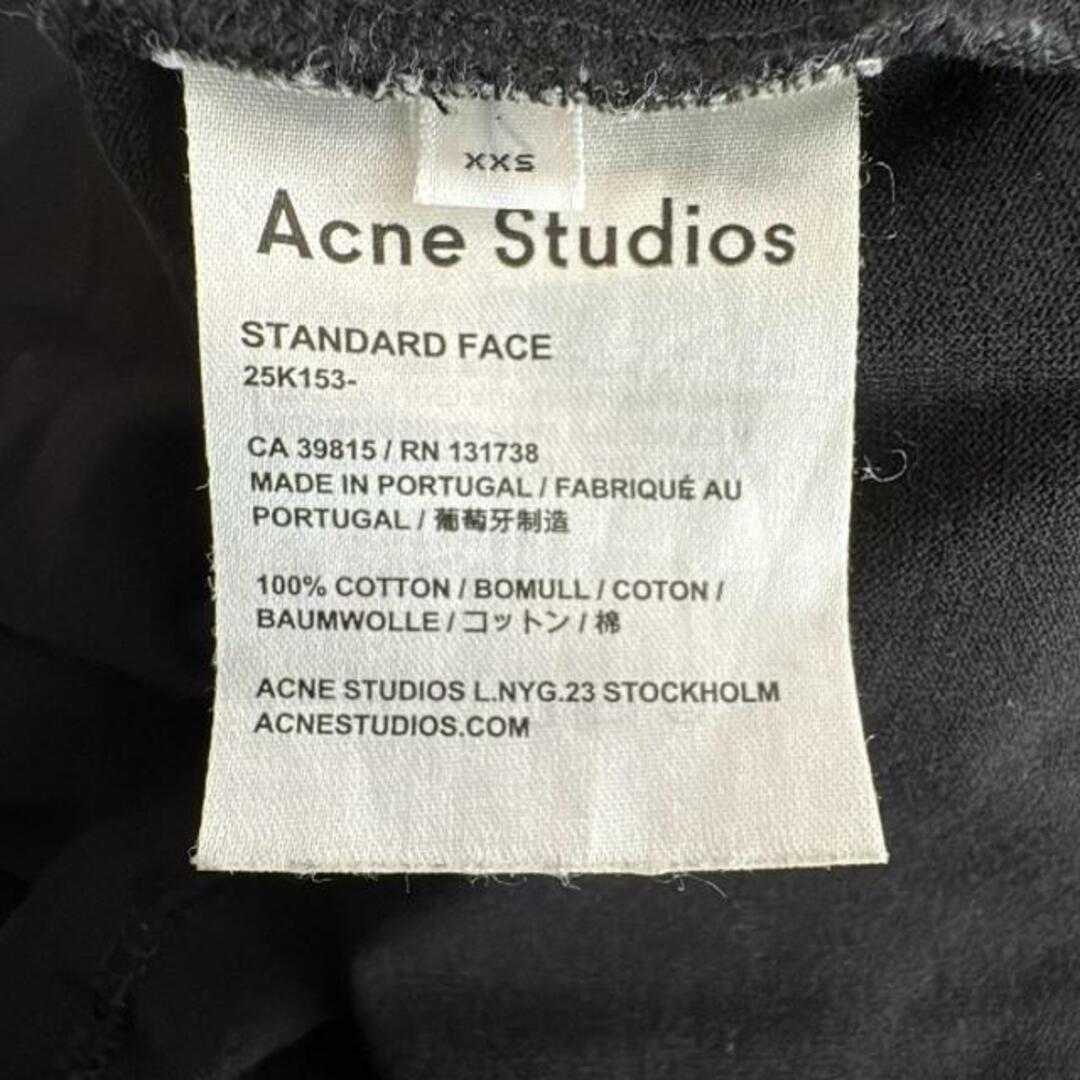 XXS
Acne Studios
STANDARD FACE
25K153-
CA 39815 / RN 131738
MADE IN PORTUGAL / FABRIQUÉ AU
PORTUGAL / 葡萄牙制造
100% COTTON / BOMULL / COTON /
BAUMWOLLE / コットン / 棉
ACNE STUDIOS L.NYG.23 STOCKHOLM
ACNESTUDIOS.COM